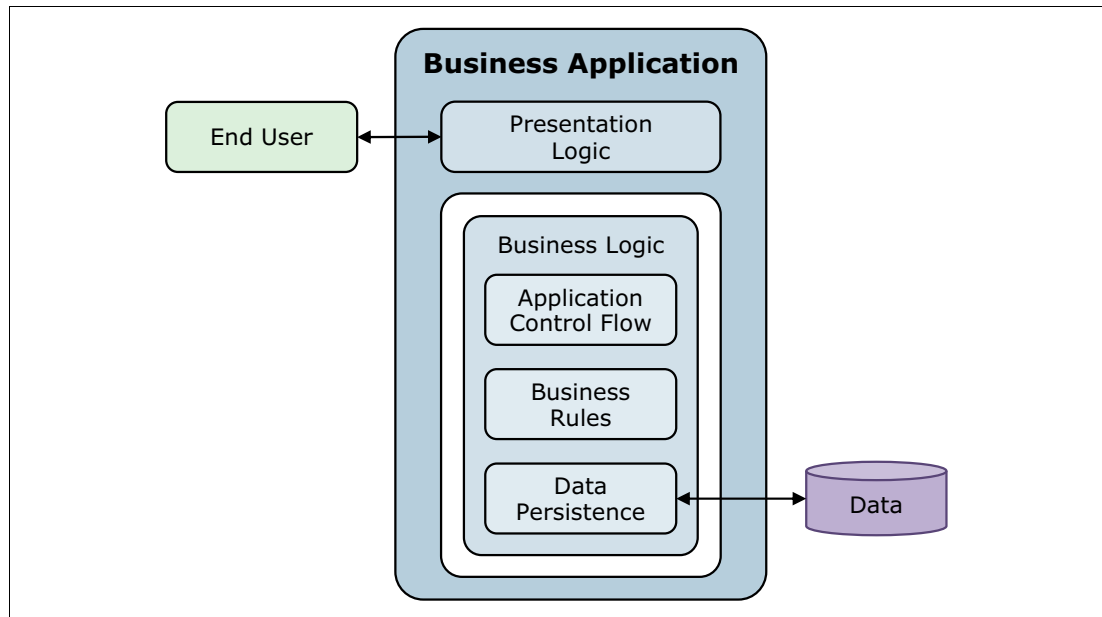 Business Application
End User
Presentation
Logic
Business Logic
Application
Control Flow
Business
Rules
Data
Persistence
Data